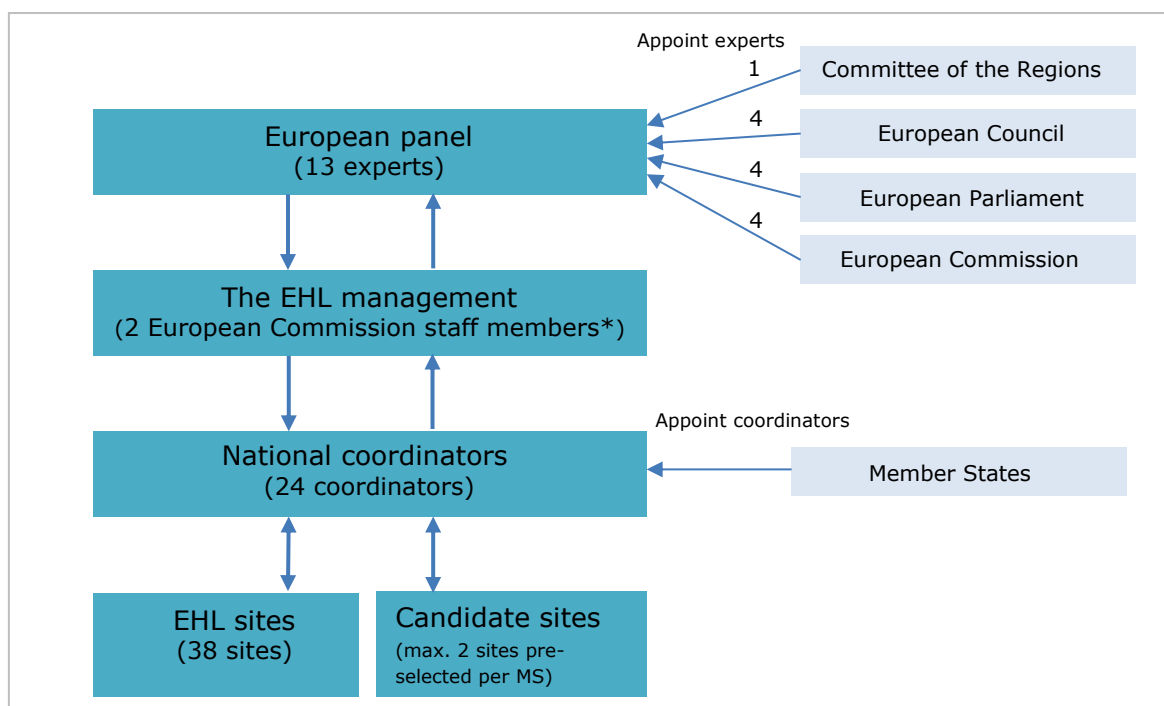 Appoint experts
1
Committee of the Regions
4
European Council
4
European Parliament
4
European Commission
European panel
(13 experts)
The EHL management
(2 European Commission staff members*)
Appoint coordinators
National coordinators
(24 coordinators)
Member States
EHL sites
(38 sites)
Candidate sites
(max. 2 sites pre-
selected per MS)